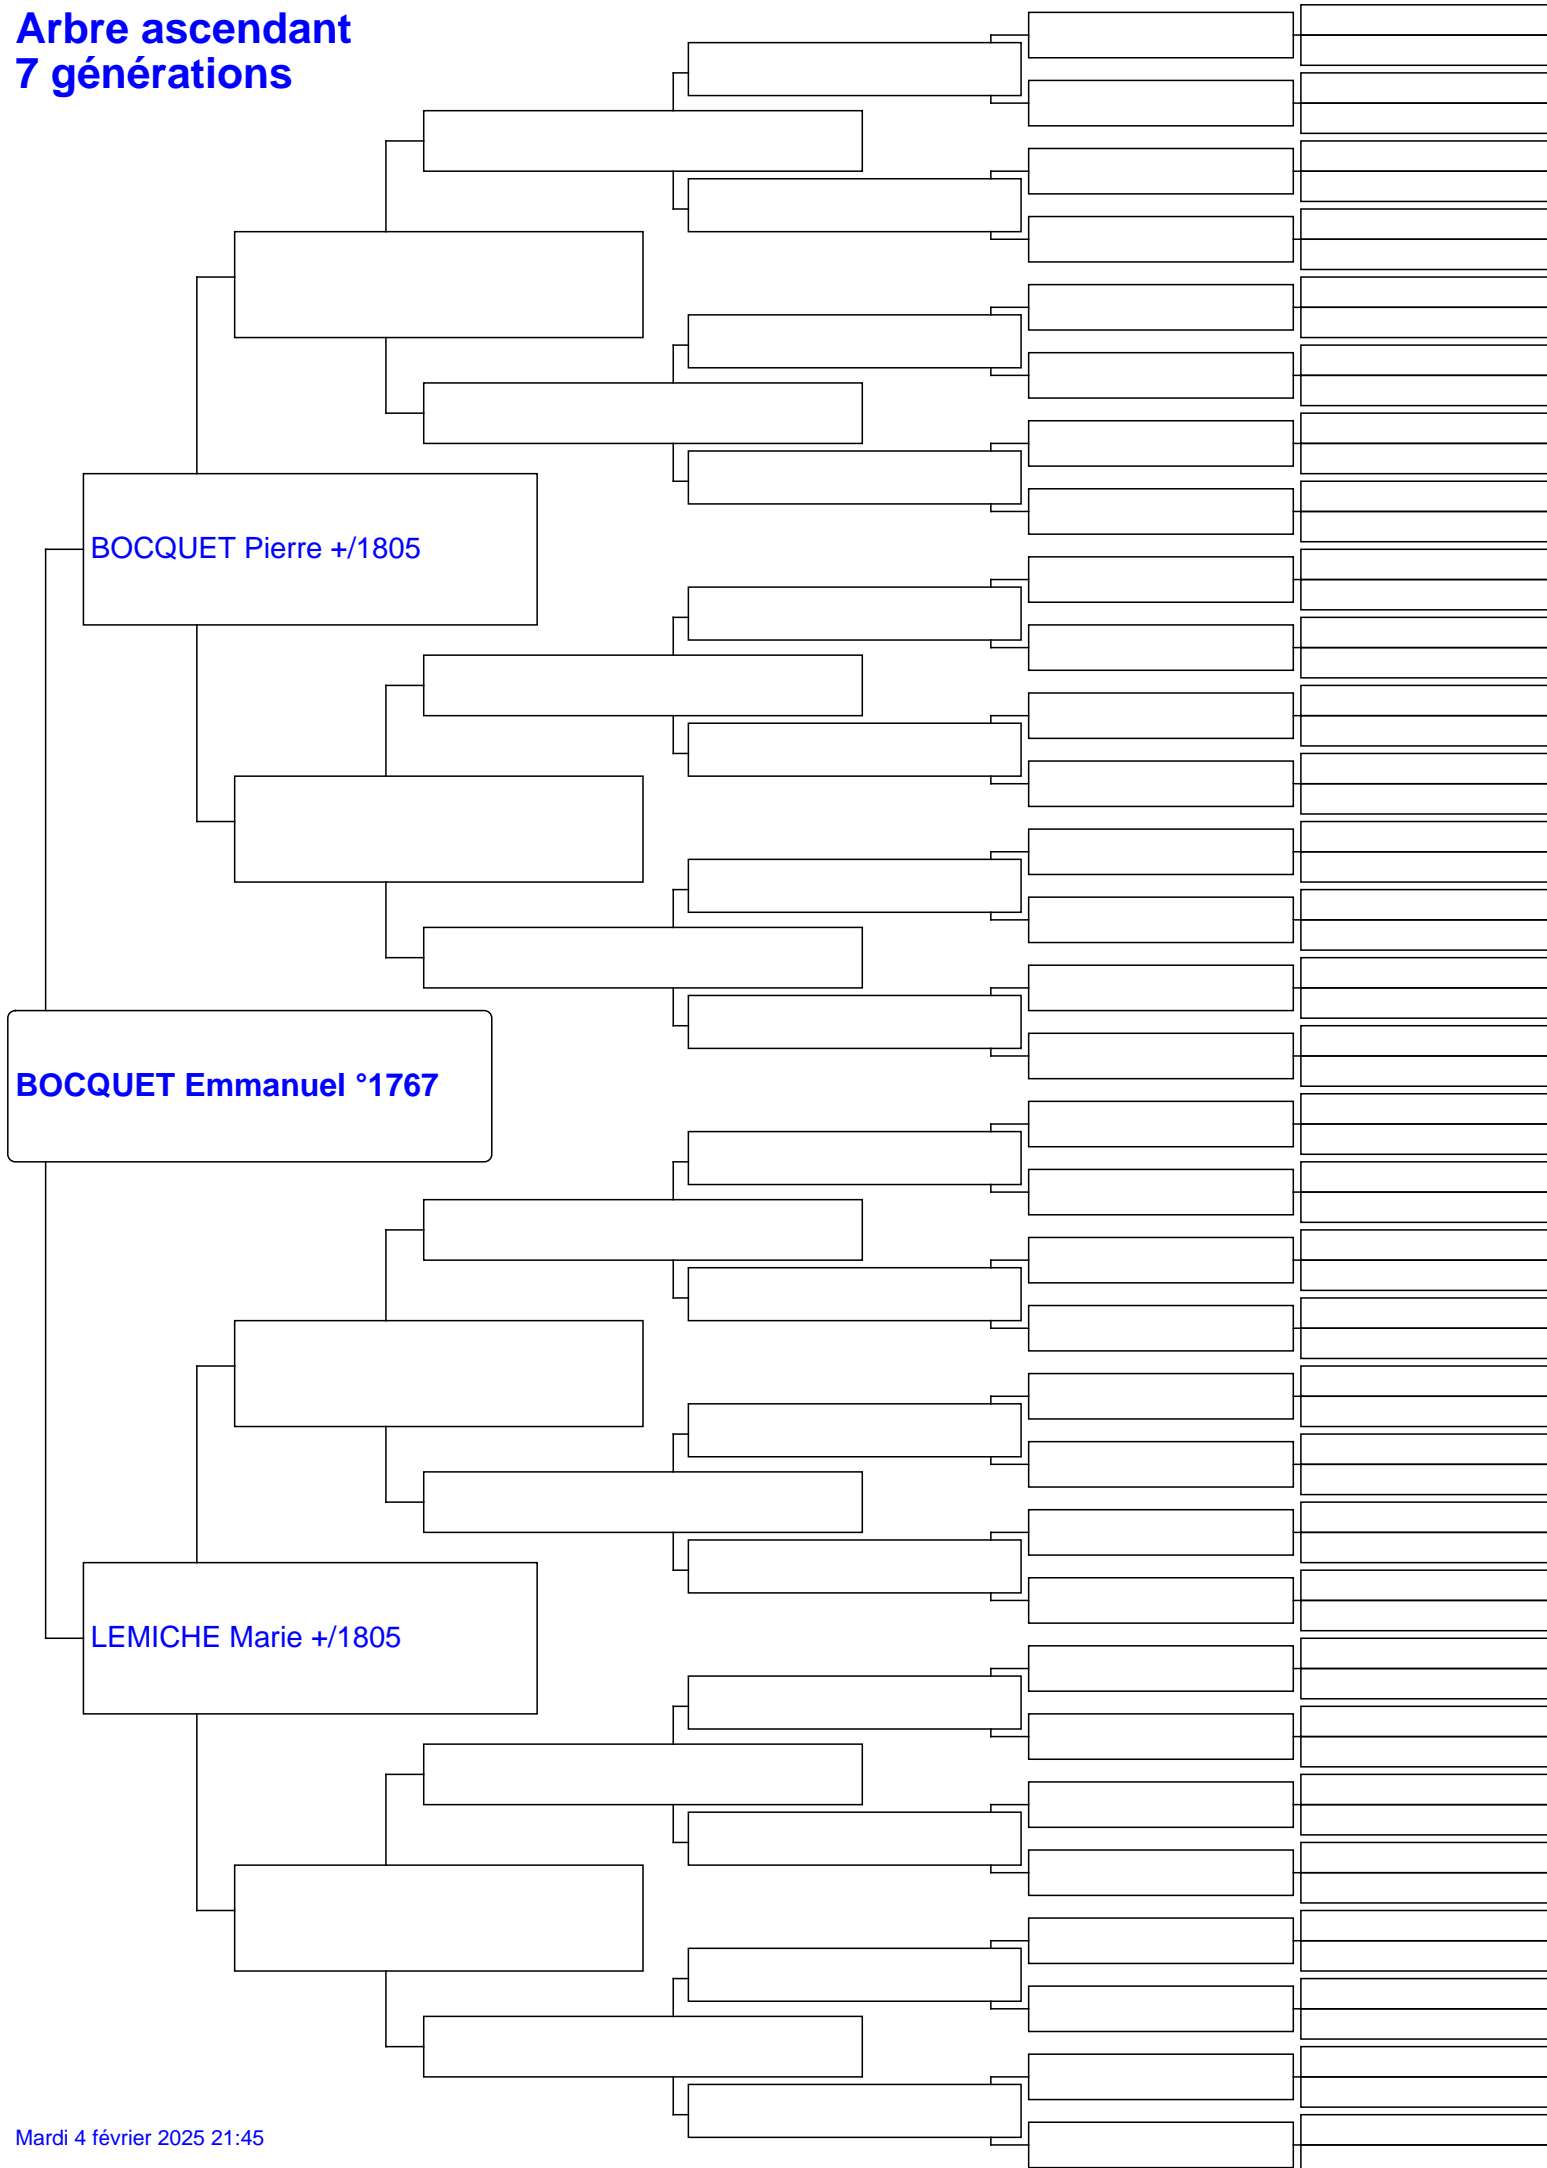 Arbre ascendant
7 générations
BOCQUET Pierre +/1805
BOCQUET Emmanuel °1767
LEMICHE Marie +/1805
Mardi 4 février 2025 21:45